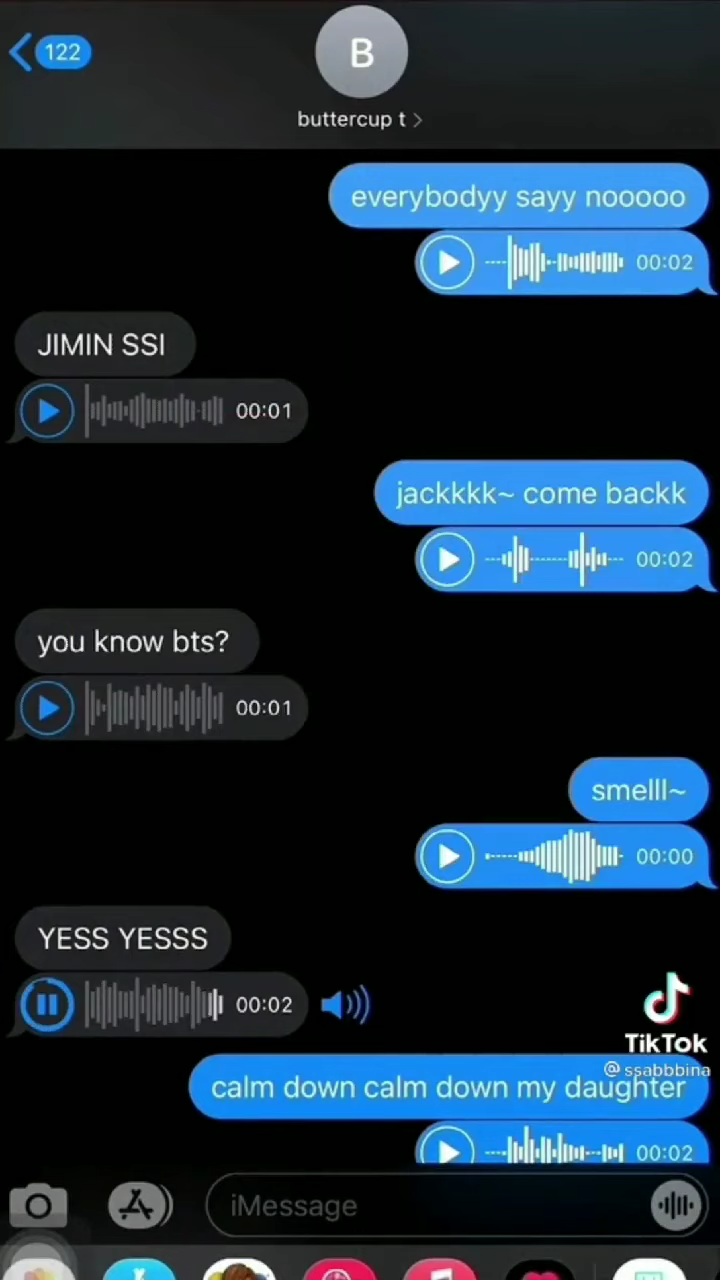 122
B
buttercup t >
everybodyy sayy nooooo
00:02
JIMIN SSI
00:01
jackkkk~ come backk
00:02
you know bts?
00:01
smelll~
00:00
YESS YESSS
00:02
TikTok
@ssabbbina
calm down calm down my daughter
00:02
iMessage